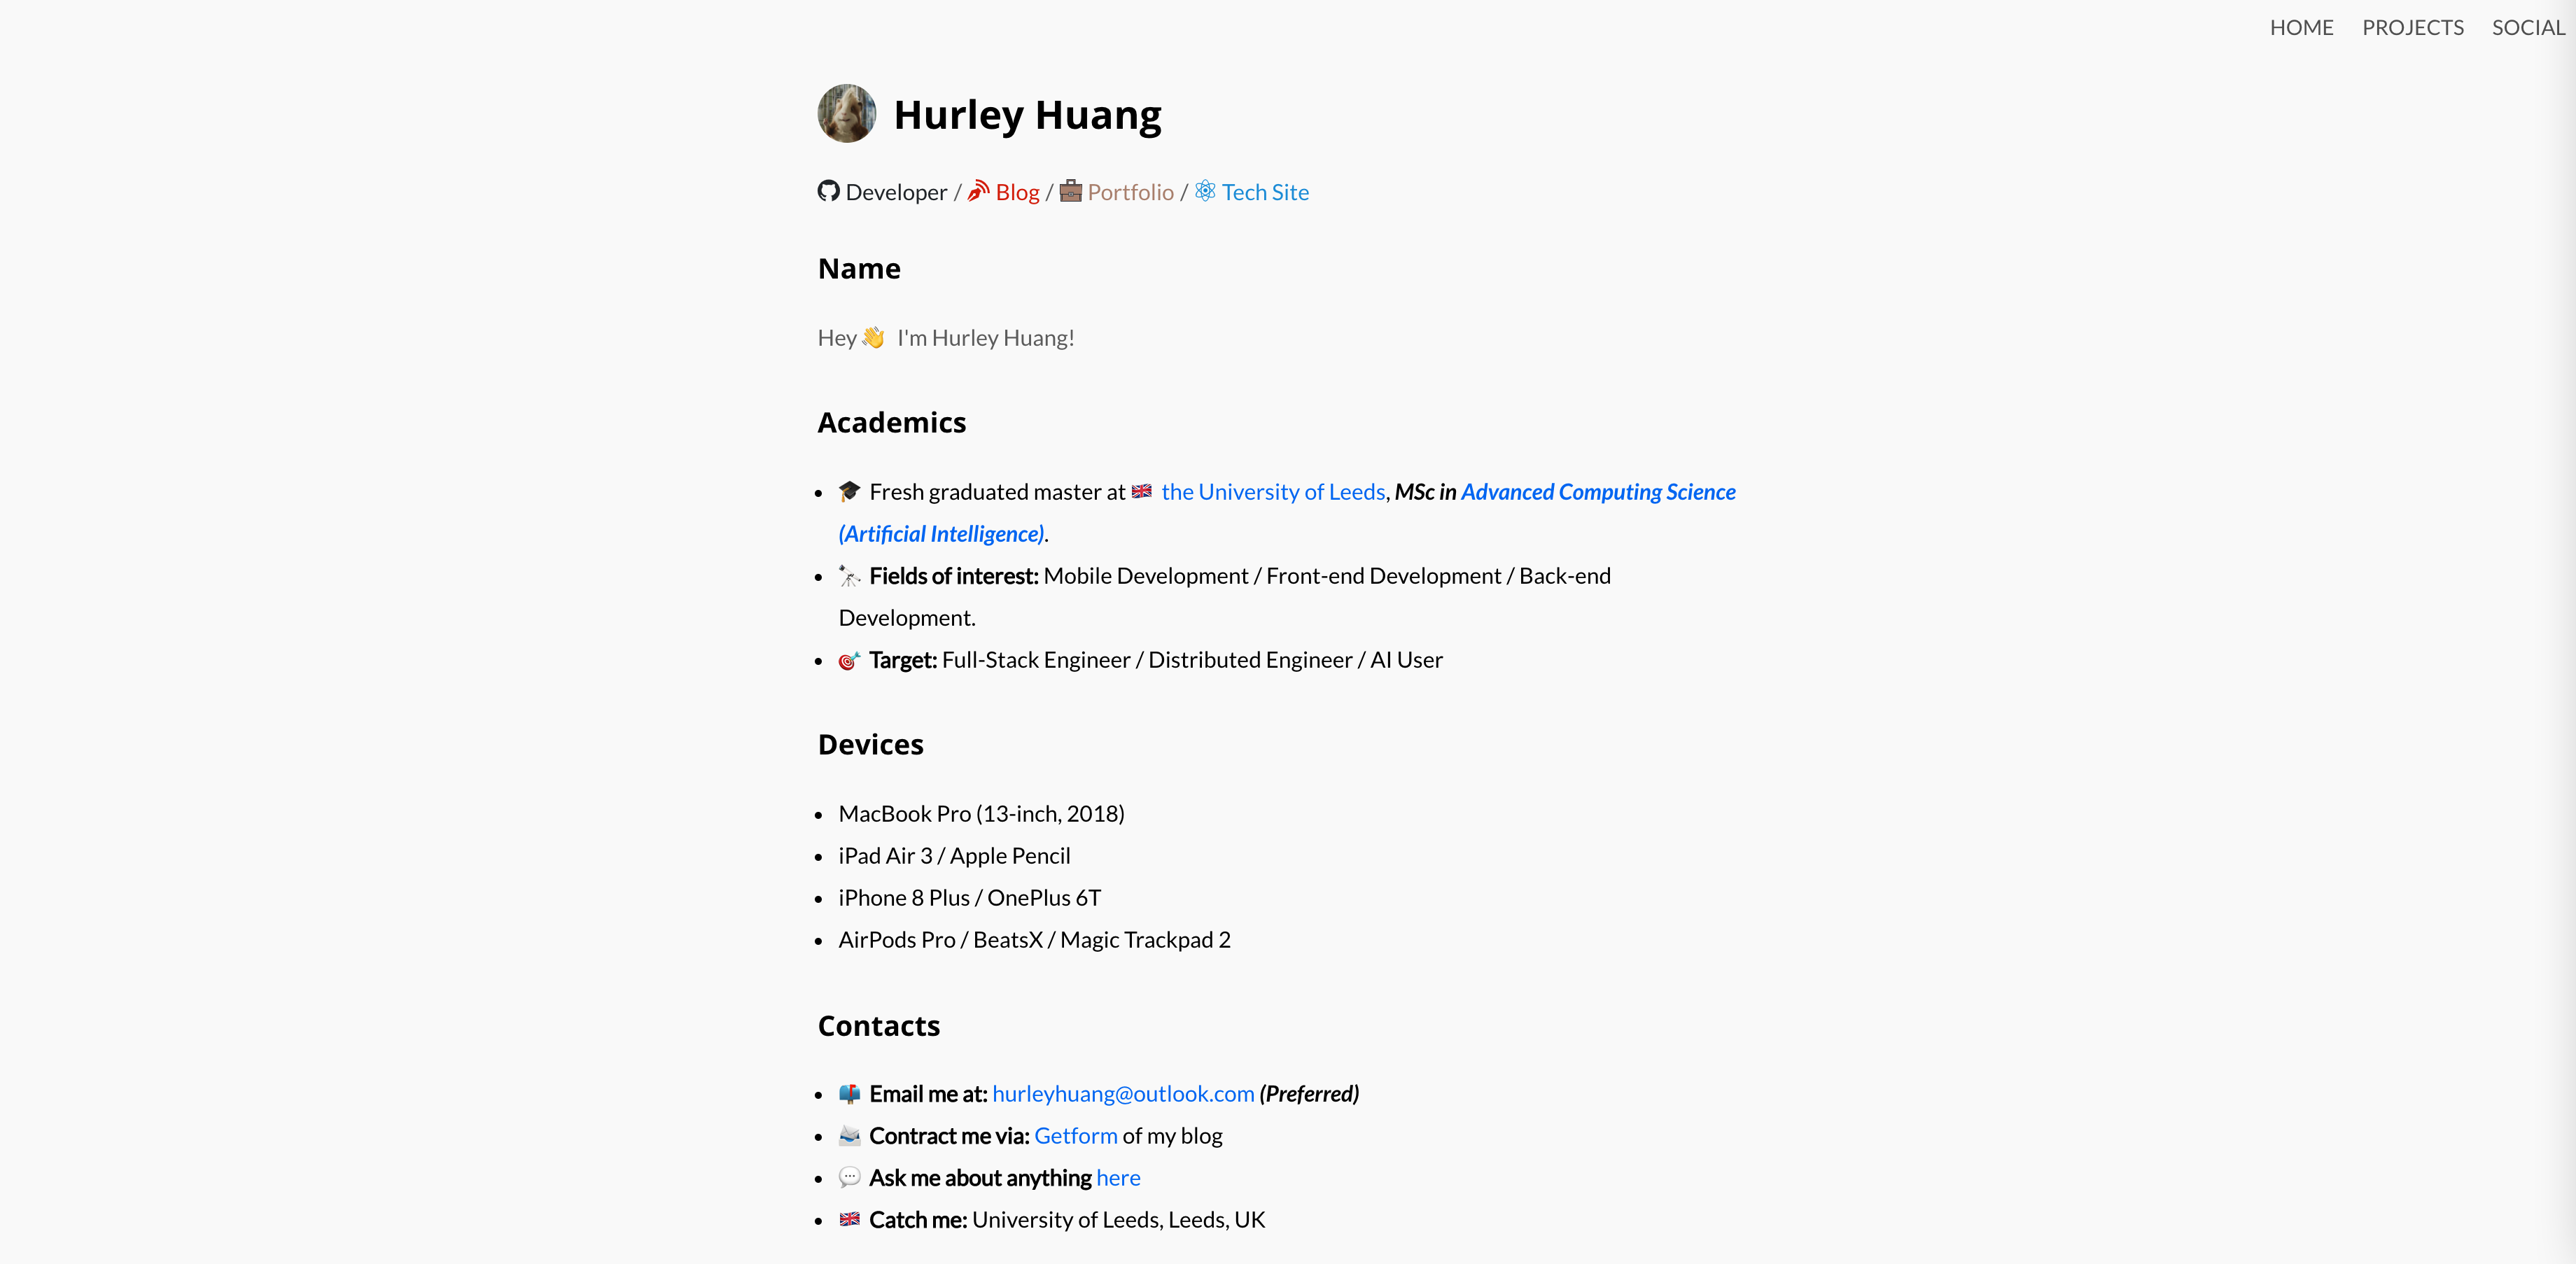 HOME PROJECTS SOCIAL
Hurley Huang
Developer / Blog / Portfolio / Tech Site
Name
Hey 👋 I'm Hurley Huang!
Academics
• 🎓 Fresh graduated master at 🇬🇧 the University of Leeds, MSc in Advanced Computing Science
(Artificial Intelligence).
• 🔭 Fields of interest: Mobile Development / Front-end Development / Back-end
Development.
• 🎯 Target: Full-Stack Engineer / Distributed Engineer / AI User
Devices
• MacBook Pro (13-inch, 2018)
• iPad Air 3 / Apple Pencil
• iPhone 8 Plus / OnePlus 6T
• AirPods Pro / BeatsX / Magic Trackpad 2
Contacts
• 📫 Email me at: hurleyhuang@outlook.com (Preferred)
• 📨 Contract me via: Getform of my blog
• 💬 Ask me about anything here
• 🇬🇧 Catch me: University of Leeds, Leeds, UK